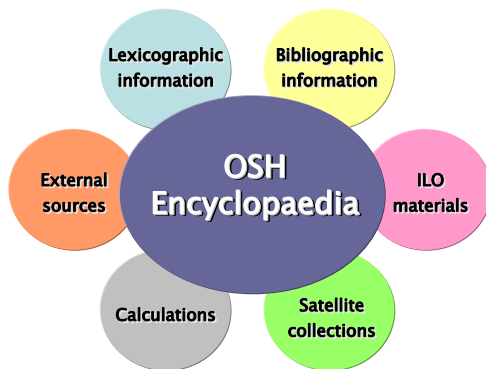 Lexicographic
information
Bibliographic
information
OSH
Encyclopaedia
External
sources
ILO
materials
Calculations
Satellite
collections